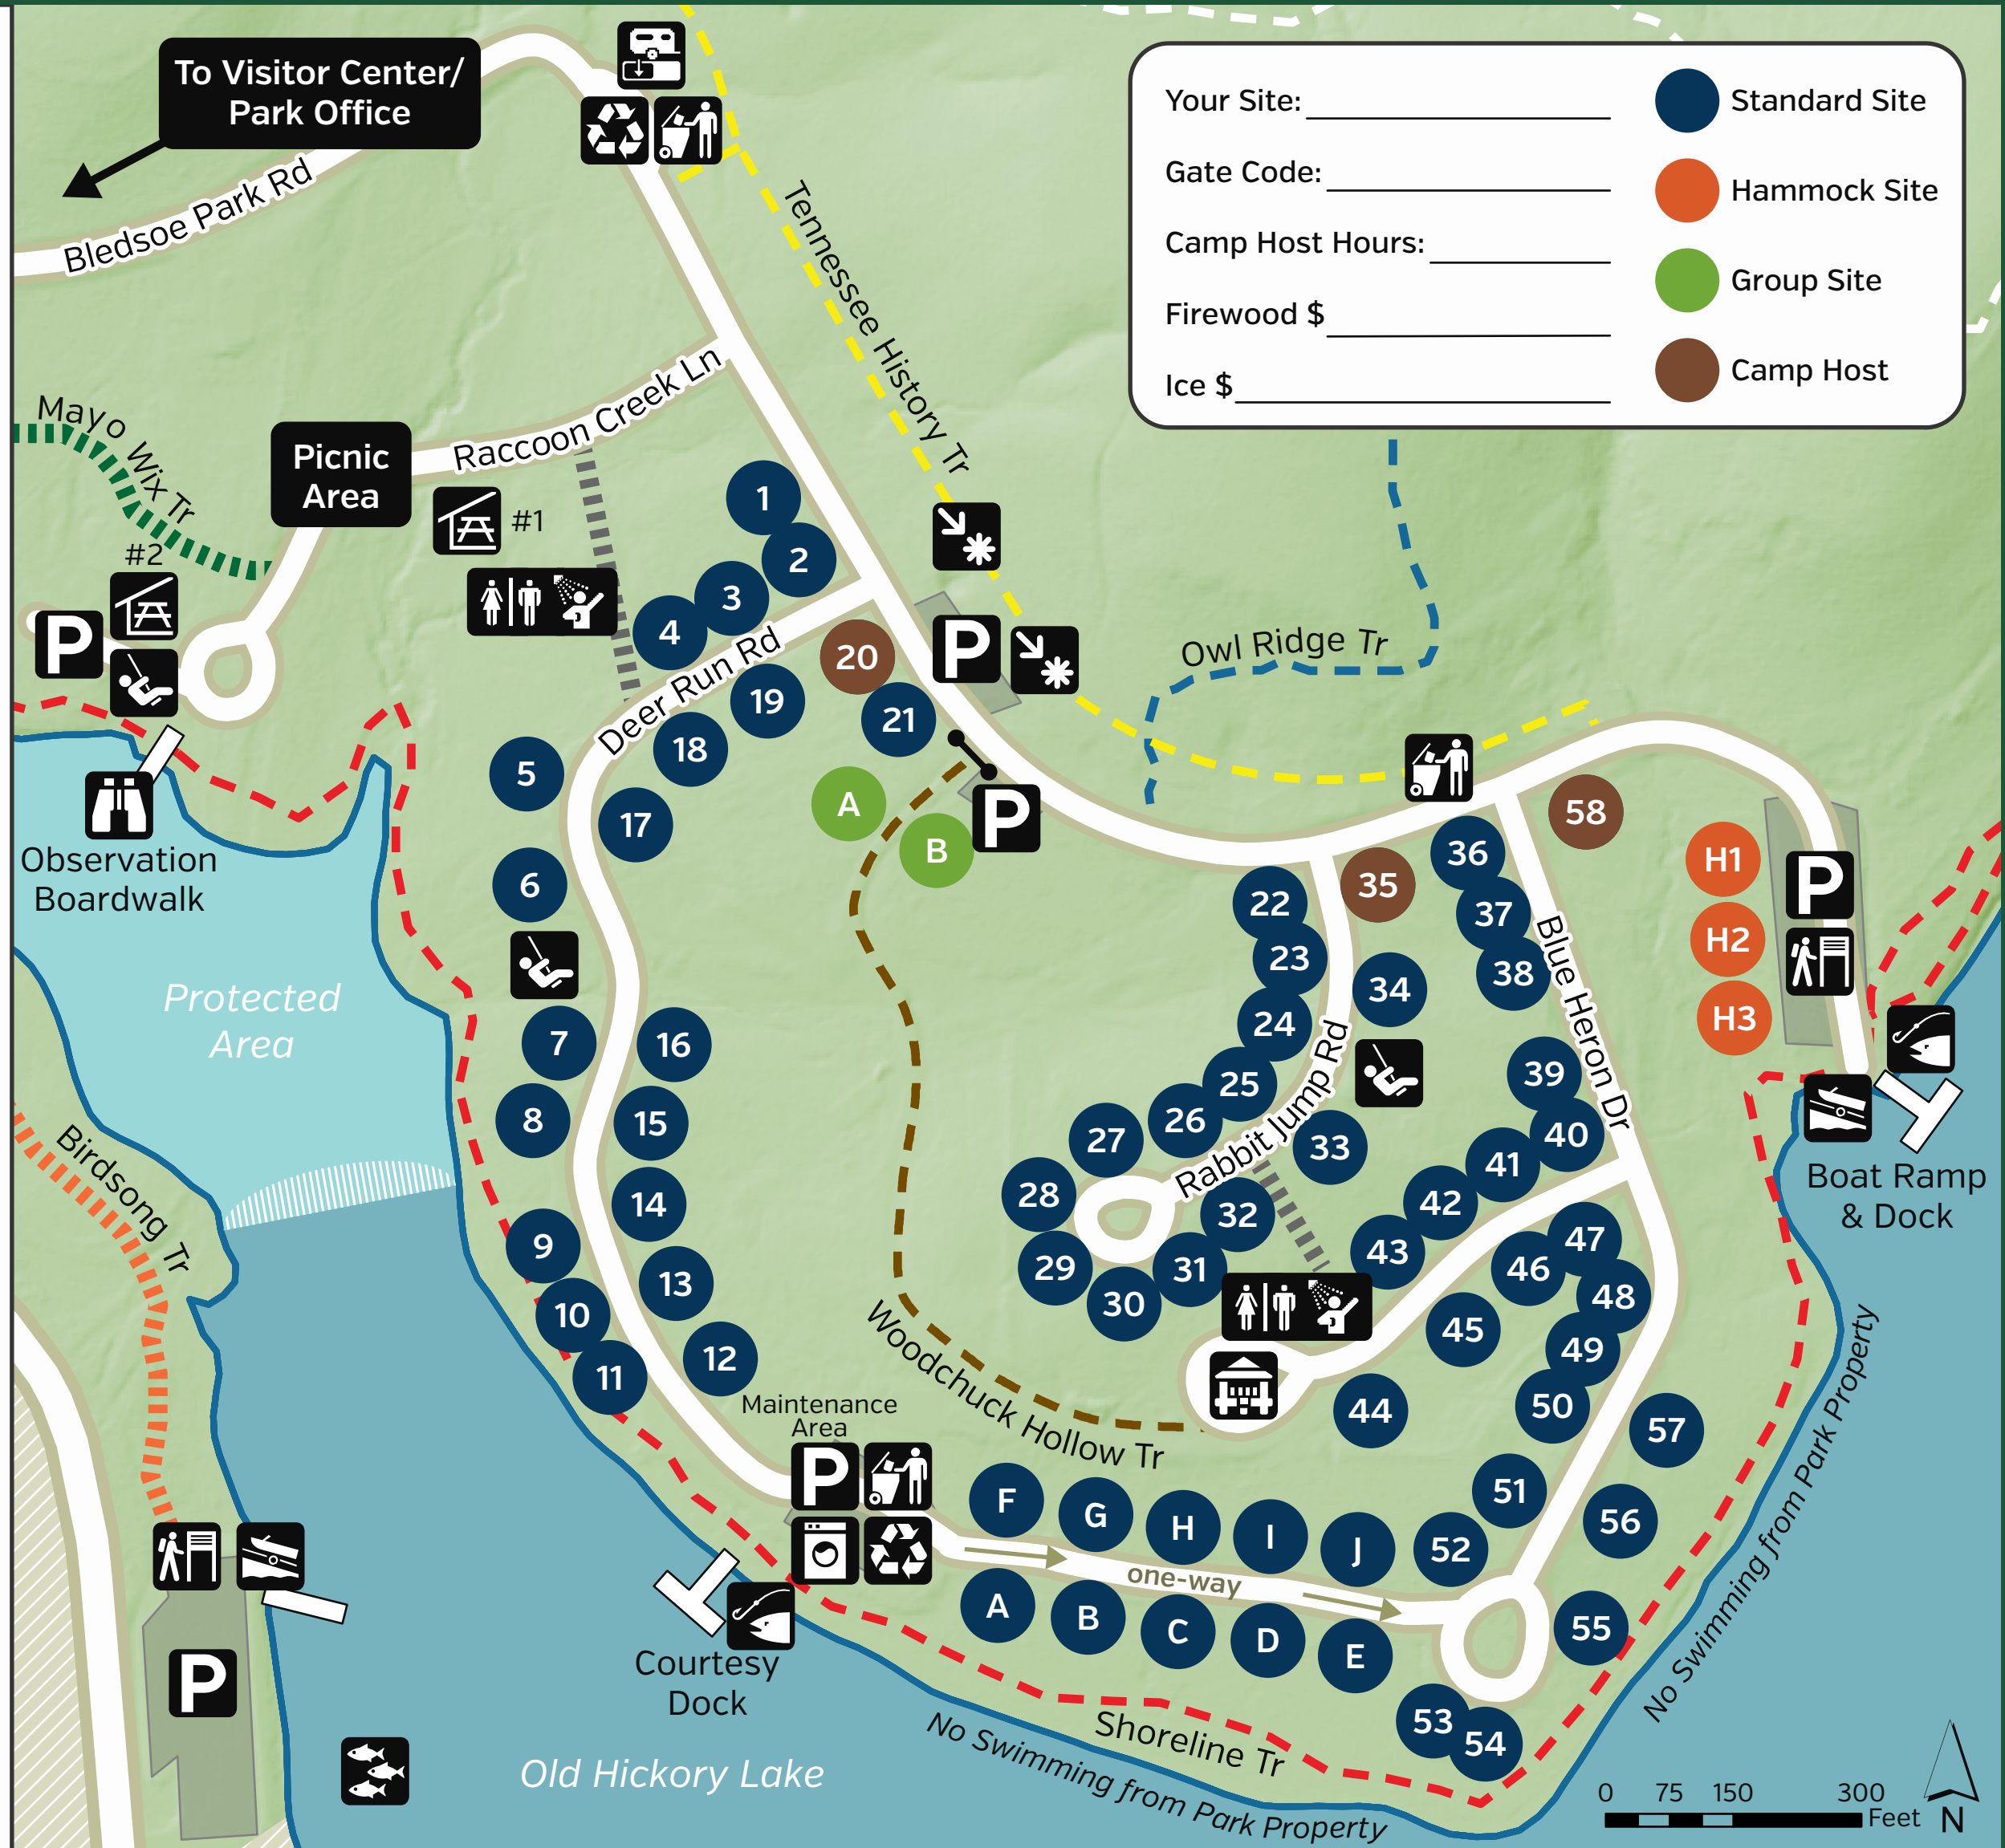 To Visitor Center/
Park Office
Bledsoe Park Rd
Tennessee History Tr
Your Site:
Gate Code:
Camp Host Hours:
Firewood $
Ice $
Standard Site
Hammock Site
Group Site
Camp Host
Mayo Wix Tr
Picnic
Area
Raccoon Creek Ln
#1
#2
P
1
2
3
4
Deer Run Rd
20
19
21
18
5
17
6
A
B
P
P
Owl Ridge Tr
58
36
35
22
37
23
38
34
24
H1
H2
H3
P
Blue Heron Dr
Observation
Boardwalk
Protected
Area
7
16
8
15
14
9
13
10
12
11
25
26
27
28
29
30
31
32
33
Rabbit Jump Rd
39
40
41
42
43
47
46
48
45
49
50
44
57
51
56
52
55
53
54
Boat Ramp
& Dock
Birdsong Tr
Woodchuck Hollow Tr
Maintenance
Area
P
F
G
H
I
J
one-way
A
B
C
D
E
Courtesy
Dock
P
Old Hickory Lake
Shoreline Tr
No Swimming from Park Property
No Swimming from Park Property
0 75 150 300
Feet
N